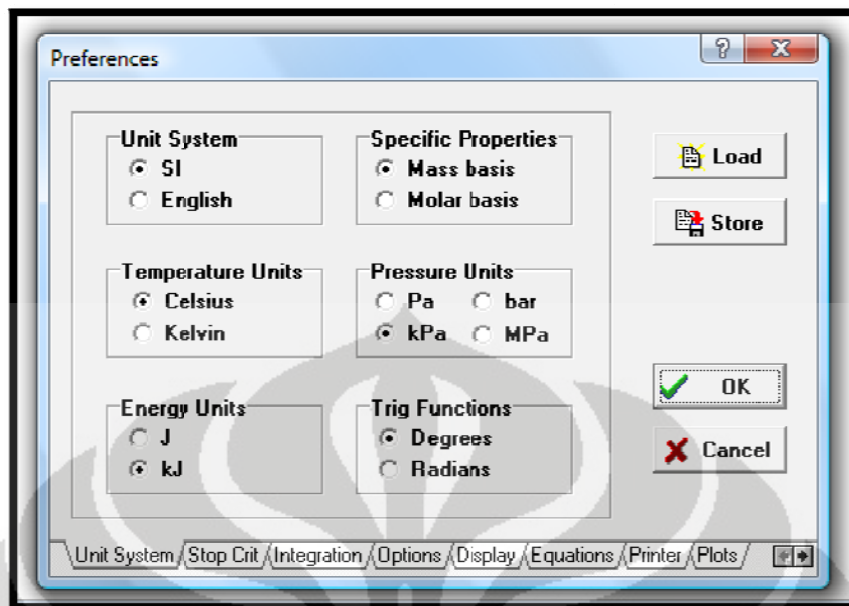 Preferences
Unit System
SI
English
Specific Properties
Mass basis
Molar basis
Load
Store
Temperature Units
Celsius
Kelvin
Pressure Units
Pa
bar
kPa
MPa
Energy Units
J
kJ
Trig Functions
Degrees
Radians
OK
Cancel
Unit System Stop Crit Integration Options Display Equations Printer Plots